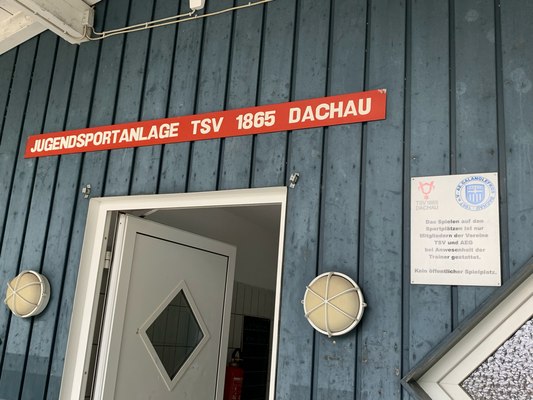 JUGENDSPORTANLAGE TSV 1865 DACHAU
TSV 1865
DACHAU
Das Spielen auf den
Sportplätzen ist nur
Mitgliedern der Vereine
TSV und AEG
bei Anwesenheit der
Trainer gestattet.
Kein öffentlicher Spielplatz.